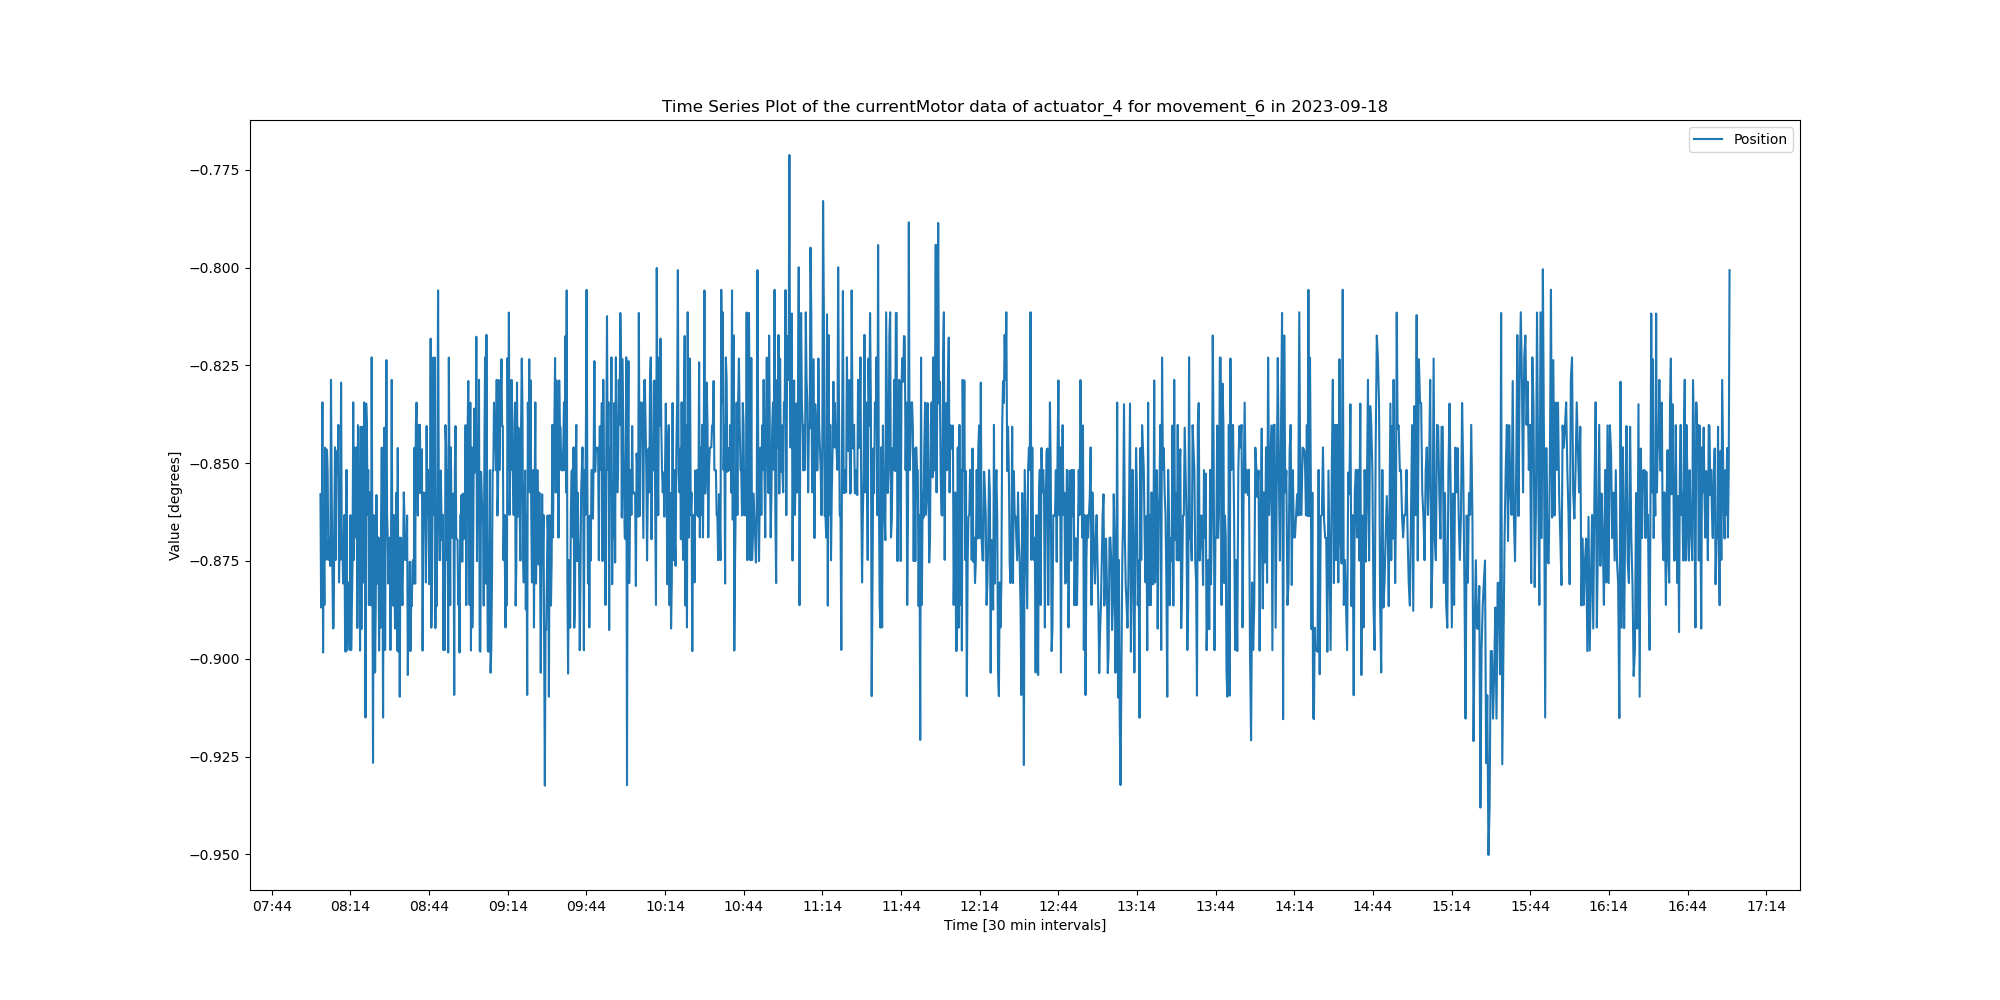 Time Series Plot of the currentMotor data of actuator_4 for movement_6 in 2023-09-18
Position
−0.775
−0.800
−0.825
−0.850
−0.875
−0.900
−0.925
−0.950
Value [degrees]
07:44 08:14 08:44 09:14 09:44 10:14 10:44 11:14 11:44 12:14 12:44 13:14 13:44 14:14 14:44 15:14 15:44 16:14 16:44 17:14
Time [30 min intervals]